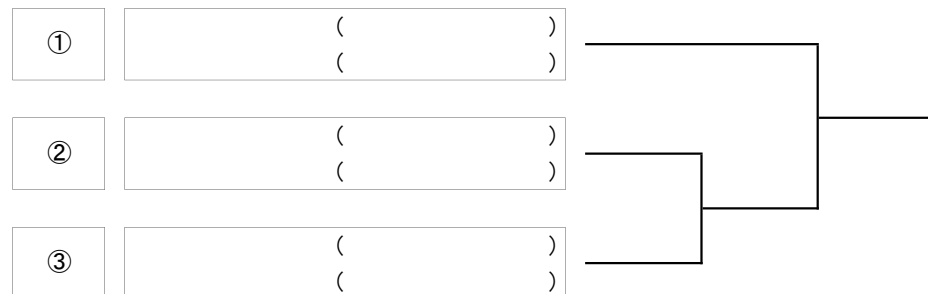 ( )
① ( )
( )
② ( )
( )
③ ( )